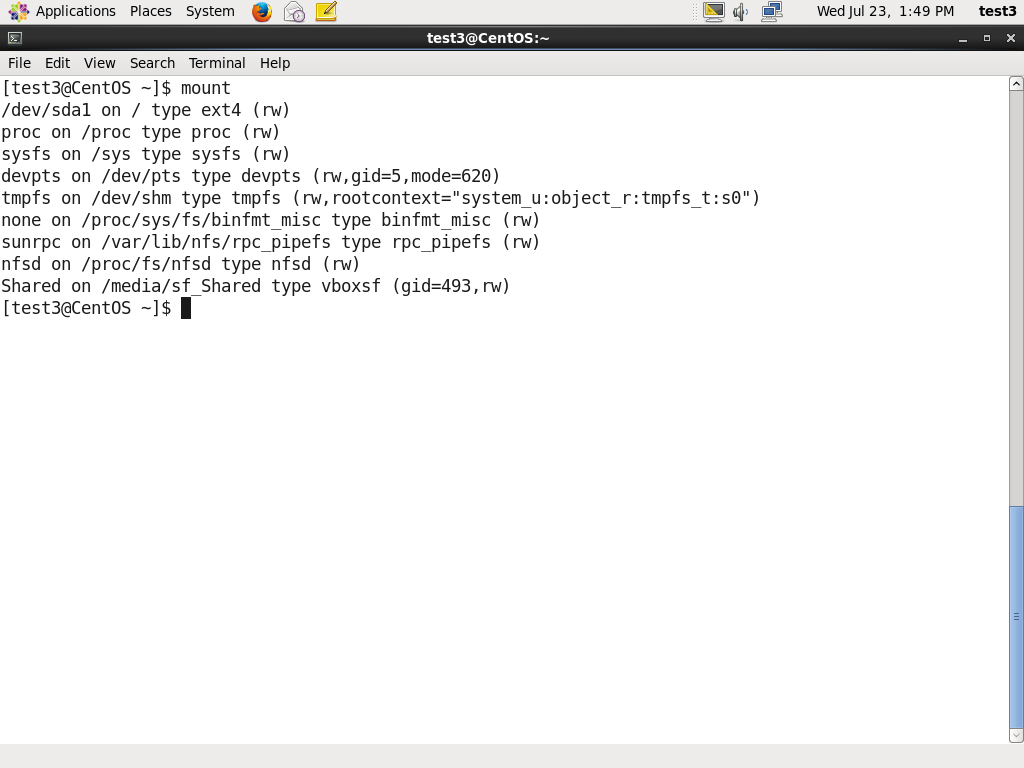 Applications Places System Wed Jul 23, 1:49 PM test3
test3@CentOS:~
File Edit View Search Terminal Help
[test3@CentOS ~]$ mount
/dev/sda1 on / type ext4 (rw)
proc on /proc type proc (rw)
sysfs on /sys type sysfs (rw)
devpts on /dev/pts type devpts (rw,gid=5,mode=620)
tmpfs on /dev/shm type tmpfs (rw,rootcontext="system_u:object_r:tmpfs_t:s0")
none on /proc/sys/fs/binfmt_misc type binfmt_misc (rw)
sunrpc on /var/lib/nfs/rpc_pipefs type rpc_pipefs (rw)
nfsd on /proc/fs/nfsd type nfsd (rw)
Shared on /media/sf_Shared type vboxsf (gid=493,rw)
[test3@CentOS ~]$